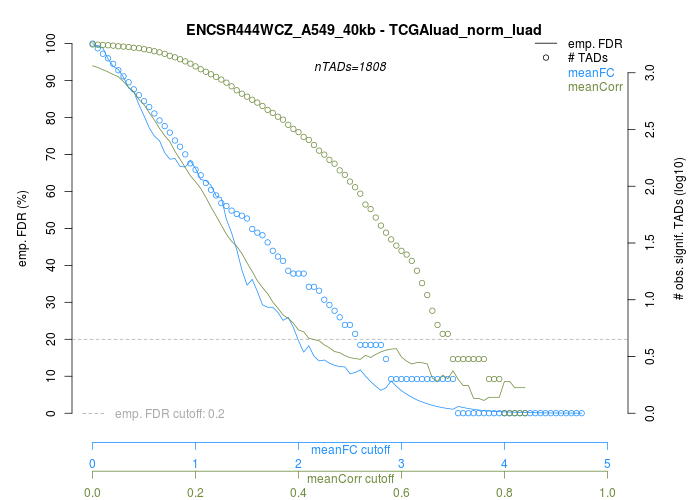 ENCSR444WCZ_A549_40kb - TCGAluad_norm_luad
nTADs=1808
emp. FDR
# TADs
meanFC
meanCorr
emp. FDR (%)
0
10
20
30
40
50
60
70
80
90
100
# obs. signif. TADs (log10)
0.0
0.5
1.0
1.5
2.0
2.5
3.0
emp. FDR cutoff: 0.2
meanFC cutoff
0 1 2 3 4 5
meanCorr cutoff
0.0 0.2 0.4 0.6 0.8 1.0